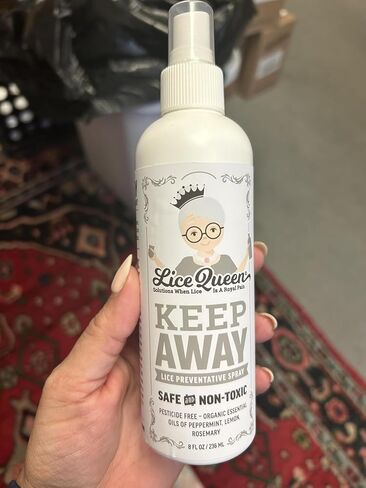 Lice Queen
Solutions When Lice Is A Royal Pain
KEEP
AWAY
LICE PREVENTATIVE SPRAY
SAFE AND NON-TOXIC
PESTICIDE FREE - ORGANIC ESSENTIAL
OILS OF PEPPERMINT, LEMON,
ROSEMARY
8 FL OZ / 236 ML